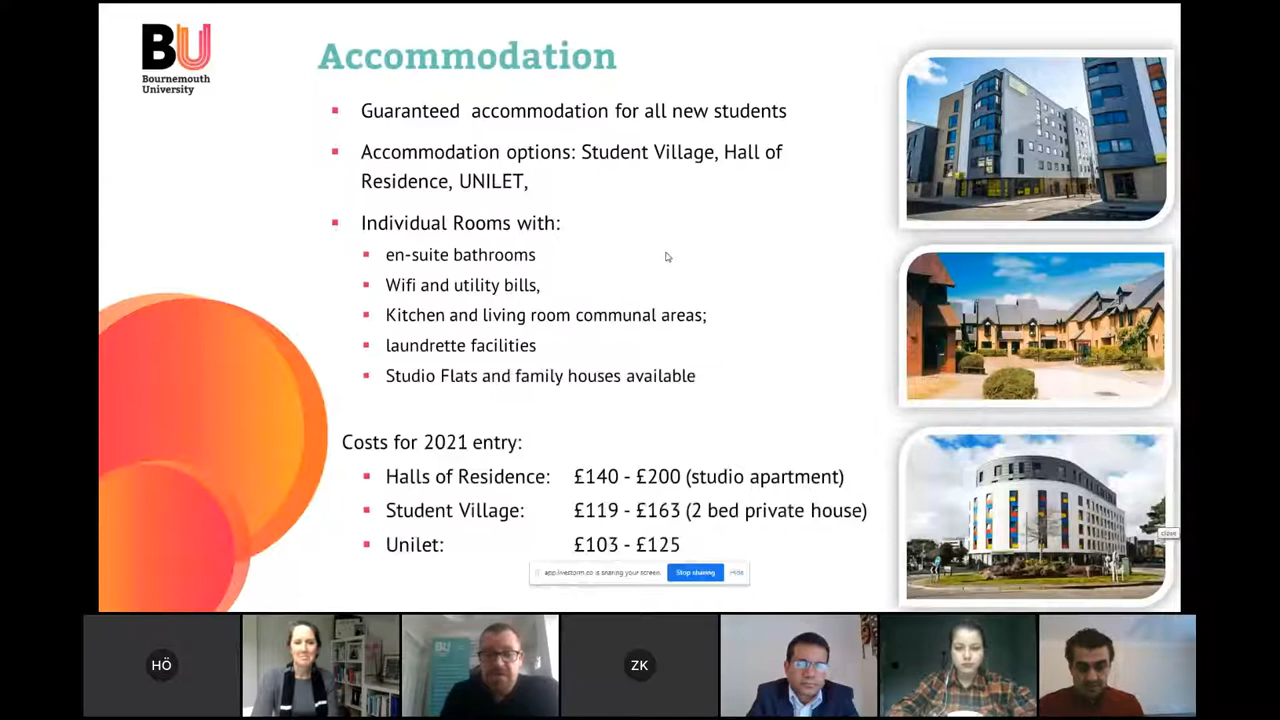 BU
Bournemouth
University
Accommodation
Guaranteed accommodation for all new students
Accommodation options: Student Village, Hall of
Residence, UNILET,
Individual Rooms with:
en-suite bathrooms
Wifi and utility bills,
Kitchen and living room communal areas;
laundrette facilities
Studio Flats and family houses available
Costs for 2021 entry:
Halls of Residence: £140 - £200 (studio apartment)
Student Village: £119 - £163 (2 bed private house)
Unilet: £103 - £125
close
app.livestorm.co is sharing your screen. Stop sharing Hide
HÖ
BU
ZK